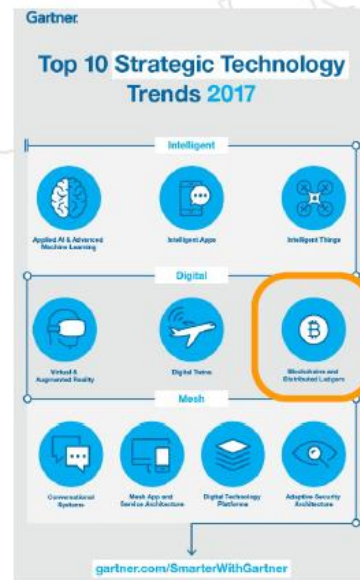 Gartner
Top 10 Strategic Technology
Trends 2017
Intelligent
Applied AI & Advanced
Machine Learning
Intelligent Apps
Intelligent Things
Digital
Virtual &
Augmented Reality
Digital Twins
Blockchains and
Distributed Ledgers
Mesh
Conversational
Systems
Mesh App and
Service Architecture
Digital Technology
Platforms
Adaptive Security
Architecture
gartner.com/SmarterWithGartner